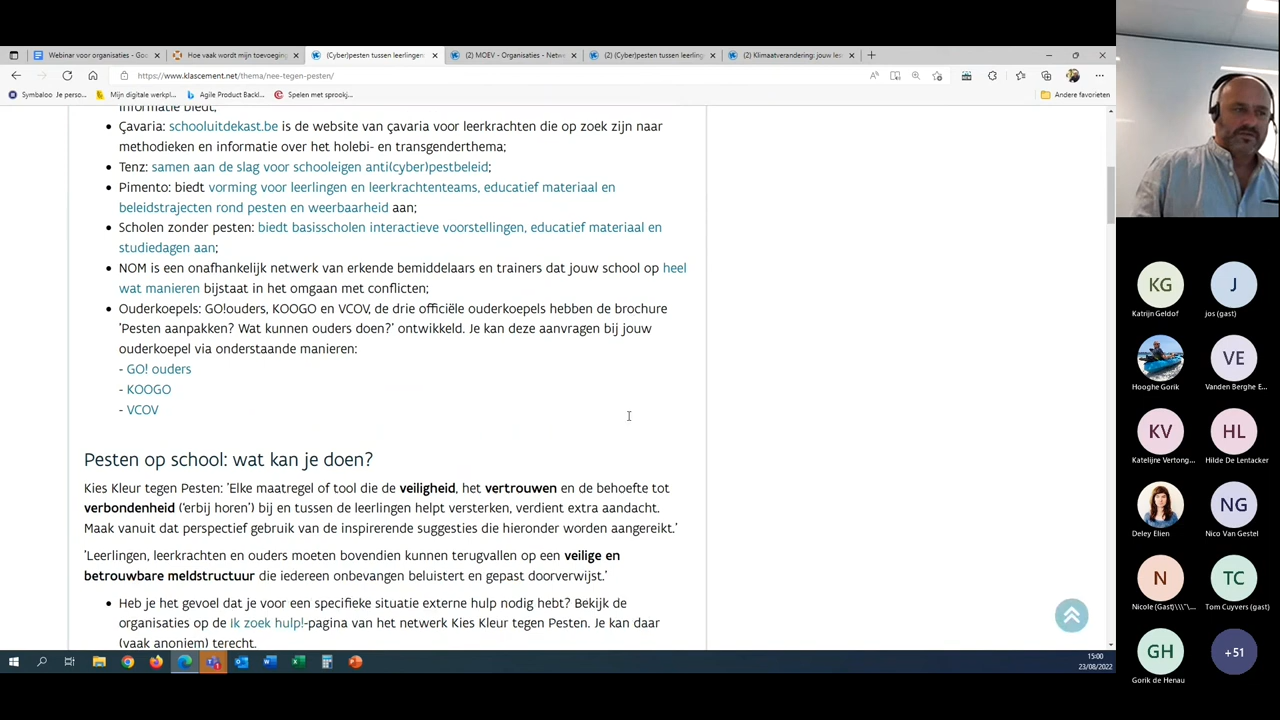 Webinar voor organisaties - Goo
Hoe vaak wordt mijn toevoeging
(Cyber)pesten tussen leerlingen
(2) MOEV - Organisaties - Netw
(2) (Cyber)pesten tussen leerling
(2) Klimaatverandering: jouw les
https://www.klascement.net/thema/nee-tegen-pesten/
Symbaloo Je perso...
Mijn digitale werkpl...
Agile Product Backl...
Spelen met sprookj...
Andere favorieten
informatie biedt;
• Çavaria: schooluitdekast.be is de website van çavaria voor leerkrachten die op zoek zijn naar
methodieken en informatie over het holebi- en transgenderthema;
• Tenz: samen aan de slag voor schooleigen anti(cyber)pestbeleid;
• Pimento: biedt vorming voor leerlingen en leerkrachtenteams, educatief materiaal en
beleidstrajecten rond pesten en weerbaarheid aan;
• Scholen zonder pesten: biedt basisscholen interactieve voorstellingen, educatief materiaal en
studiedagen aan;
• NOM is een onafhankelijk netwerk van erkende bemiddelaars en trainers dat jouw school op heel
wat manieren bijstaat in het omgaan met conflicten;
• Ouderkoepels: GO!ouders, KOOGO en VCOV, de drie officiële ouderkoepels hebben de brochure
'Pesten aanpakken? Wat kunnen ouders doen?' ontwikkeld. Je kan deze aanvragen bij jouw
ouderkoepel via onderstaande manieren:
- GO! ouders
- KOOGO
- VCOV
Pesten op school: wat kan je doen?
Kies Kleur tegen Pesten: 'Elke maatregel of tool die de veiligheid, het vertrouwen en de behoefte tot
verbondenheid ('erbij horen') bij en tussen de leerlingen helpt versterken, verdient extra aandacht.
Maak vanuit dat perspectief gebruik van de inspirerende suggesties die hieronder worden aangereikt.'
'Leerlingen, leerkrachten en ouders moeten bovendien kunnen terugvallen op een veilige en
betrouwbare meldstructuur die iedereen onbevangen beluistert en gepast doorverwijst.'
• Heb je het gevoel dat je voor een specifieke situatie externe hulp nodig hebt? Bekijk de
organisaties op de Ik zoek hulp!-pagina van het netwerk Kies Kleur tegen Pesten. Je kan daar
(vaak anoniem) terecht.
15:00
23/08/2022
KG
J
Katrijn Geldof
jos (gast)
VE
Hooghe Gorik
Vanden Berghe E...
KV
HL
Katelijne Vertong...
Hilde De Lentacker
NG
Deley Elien
Nico Van Gestel
N
TC
Nicole (Gast)\\\"\...
Tom Cuyvers (gast)
GH
+51
Gorik de Henau